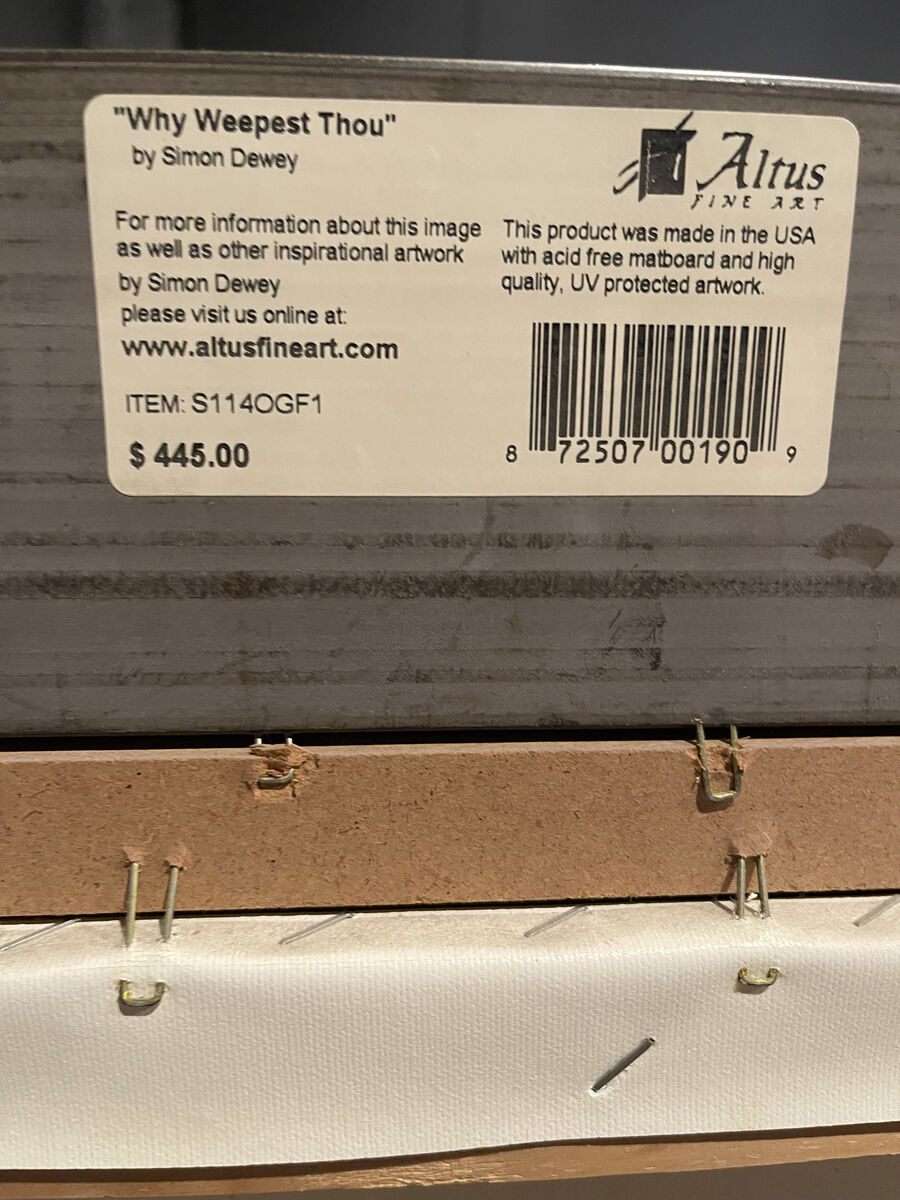 "Why Weepest Thou"
by Simon Dewey
For more information about this image
as well as other inspirational artwork
by Simon Dewey
please visit us online at:
www.altusfineart.com
ITEM: S114OGF1
$ 445.00
Altus
FINE ART
This product was made in the USA
with acid free matboard and high
quality, UV protected artwork.
8 72507 00190 9